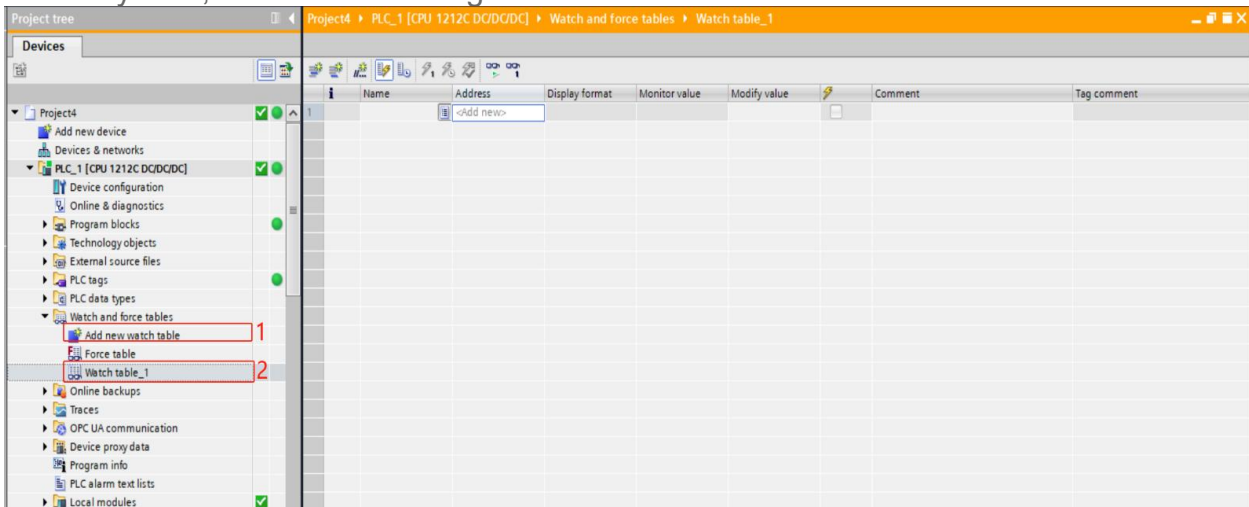 Project tree
Project4 ▸ PLC_1 [CPU 1212C DC/DC/DC] ▸ Watch and force tables ▸ Watch table_1
Devices
i Name Address Display format Monitor value Modify value Comment Tag comment
1 <Add new>
Project4
Add new device
Devices & networks
PLC_1 [CPU 1212C DC/DC/DC]
Device configuration
Online & diagnostics
Program blocks
Technology objects
External source files
PLC tags
PLC data types
Watch and force tables
Add new watch table 1
Force table
Watch table_1 2
Online backups
Traces
OPC UA communication
Device proxy data
Program info
PLC alarm text lists
Local modules